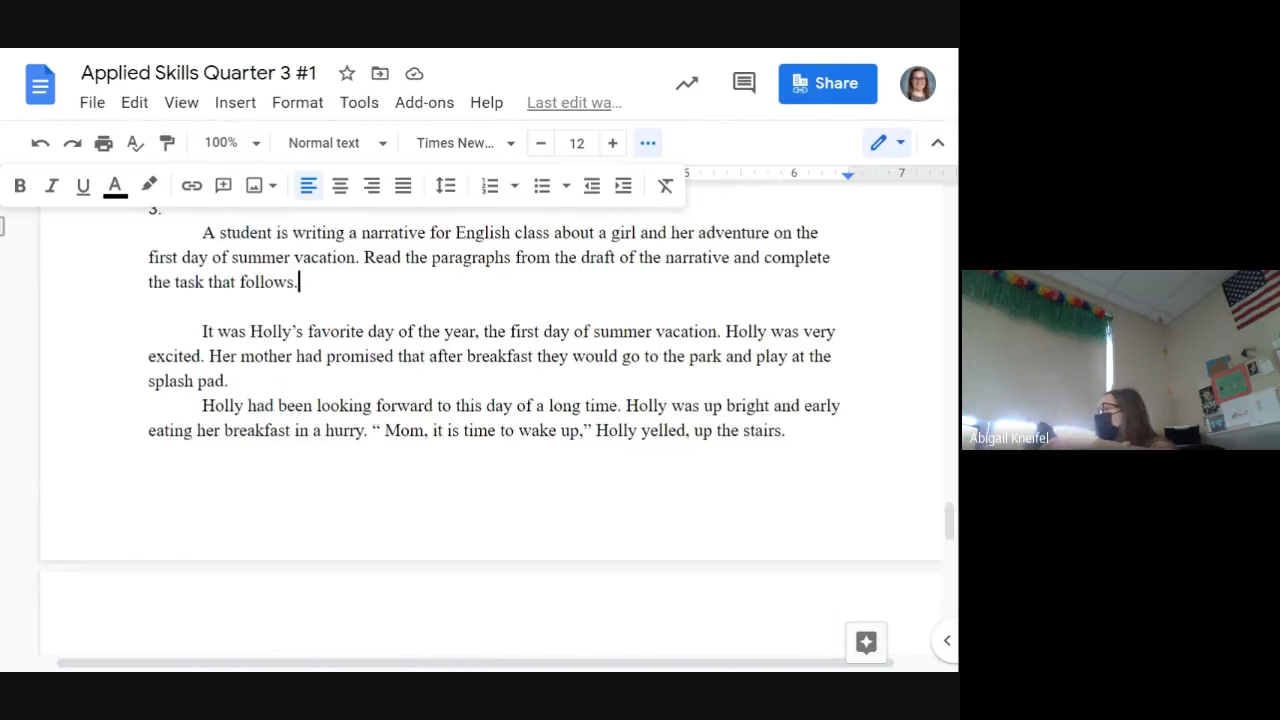 Applied Skills Quarter 3 #1
File Edit View Insert Format Tools Add-ons Help Last edit wa…
Share
100% Normal text Times New... 12
B I U A
5 6 7
3.
A student is writing a narrative for English class about a girl and her adventure on the
first day of summer vacation. Read the paragraphs from the draft of the narrative and complete
the task that follows.
It was Holly’s favorite day of the year, the first day of summer vacation. Holly was very
excited. Her mother had promised that after breakfast they would go to the park and play at the
splash pad.
Holly had been looking forward to this day of a long time. Holly was up bright and early
eating her breakfast in a hurry. “ Mom, it is time to wake up,” Holly yelled, up the stairs.
Abigail Kneifel